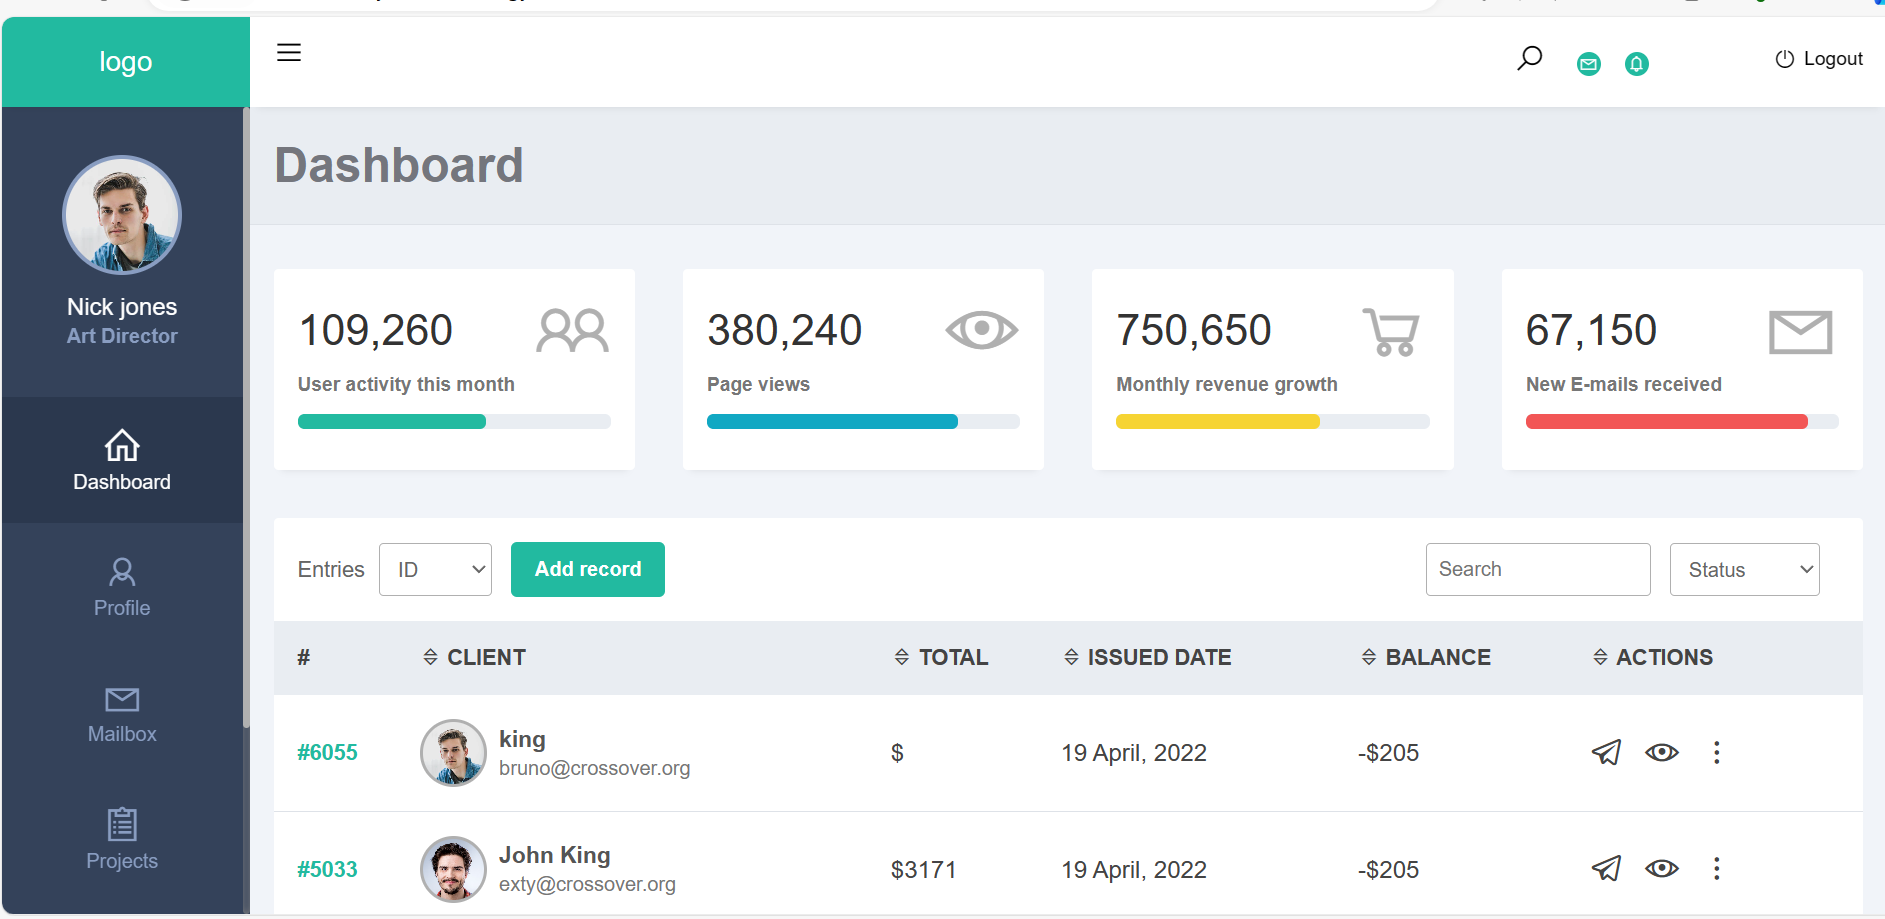 logo
Logout
Dashboard
Nick jones
Art Director
109,260
User activity this month
380,240
Page views
750,650
Monthly revenue growth
67,150
New E-mails received
Dashboard
Profile
Mailbox
Projects
Entries ID Add record Search Status
# CLIENT TOTAL ISSUED DATE BALANCE ACTIONS
#6055 king $ 19 April, 2022 -$205
bruno@crossover.org
#5033 John King $3171 19 April, 2022 -$205
exty@crossover.org